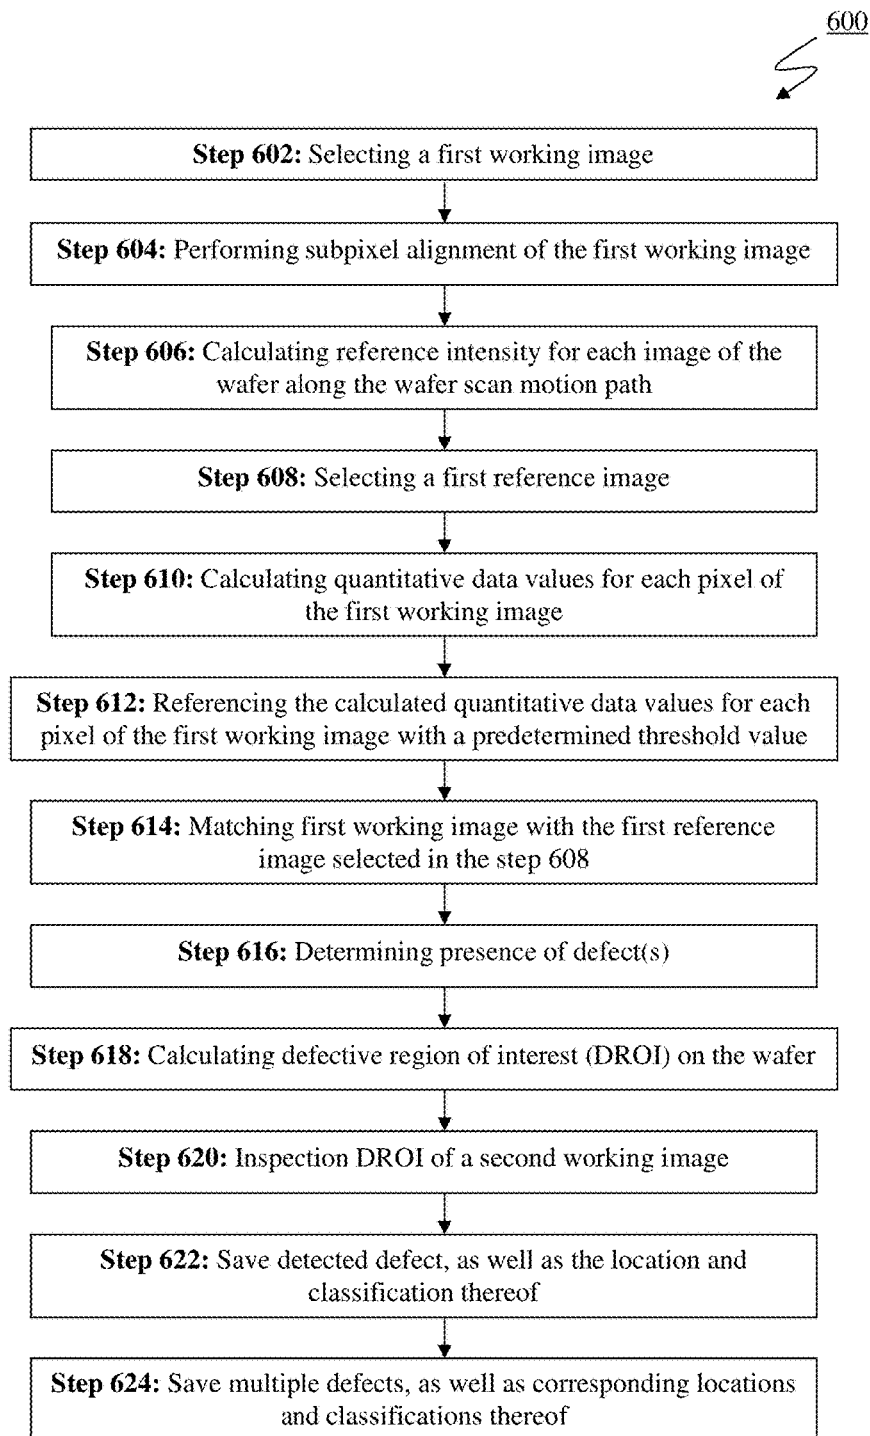 600
Step 602: Selecting a first working image
Step 604: Performing subpixel alignment of the first working image
Step 606: Calculating reference intensity for each image of the
wafer along the wafer scan motion path
Step 608: Selecting a first reference image
Step 610: Calculating quantitative data values for each pixel of
the first working image
Step 612: Referencing the calculated quantitative data values for each
pixel of the first working image with a predetermined threshold value
Step 614: Matching first working image with the first reference
image selected in the step 608
Step 616: Determining presence of defect(s)
Step 618: Calculating defective region of interest (DROI) on the wafer
Step 620: Inspection DROI of a second working image
Step 622: Save detected defect, as well as the location and
classification thereof
Step 624: Save multiple defects, as well as corresponding locations
and classifications thereof